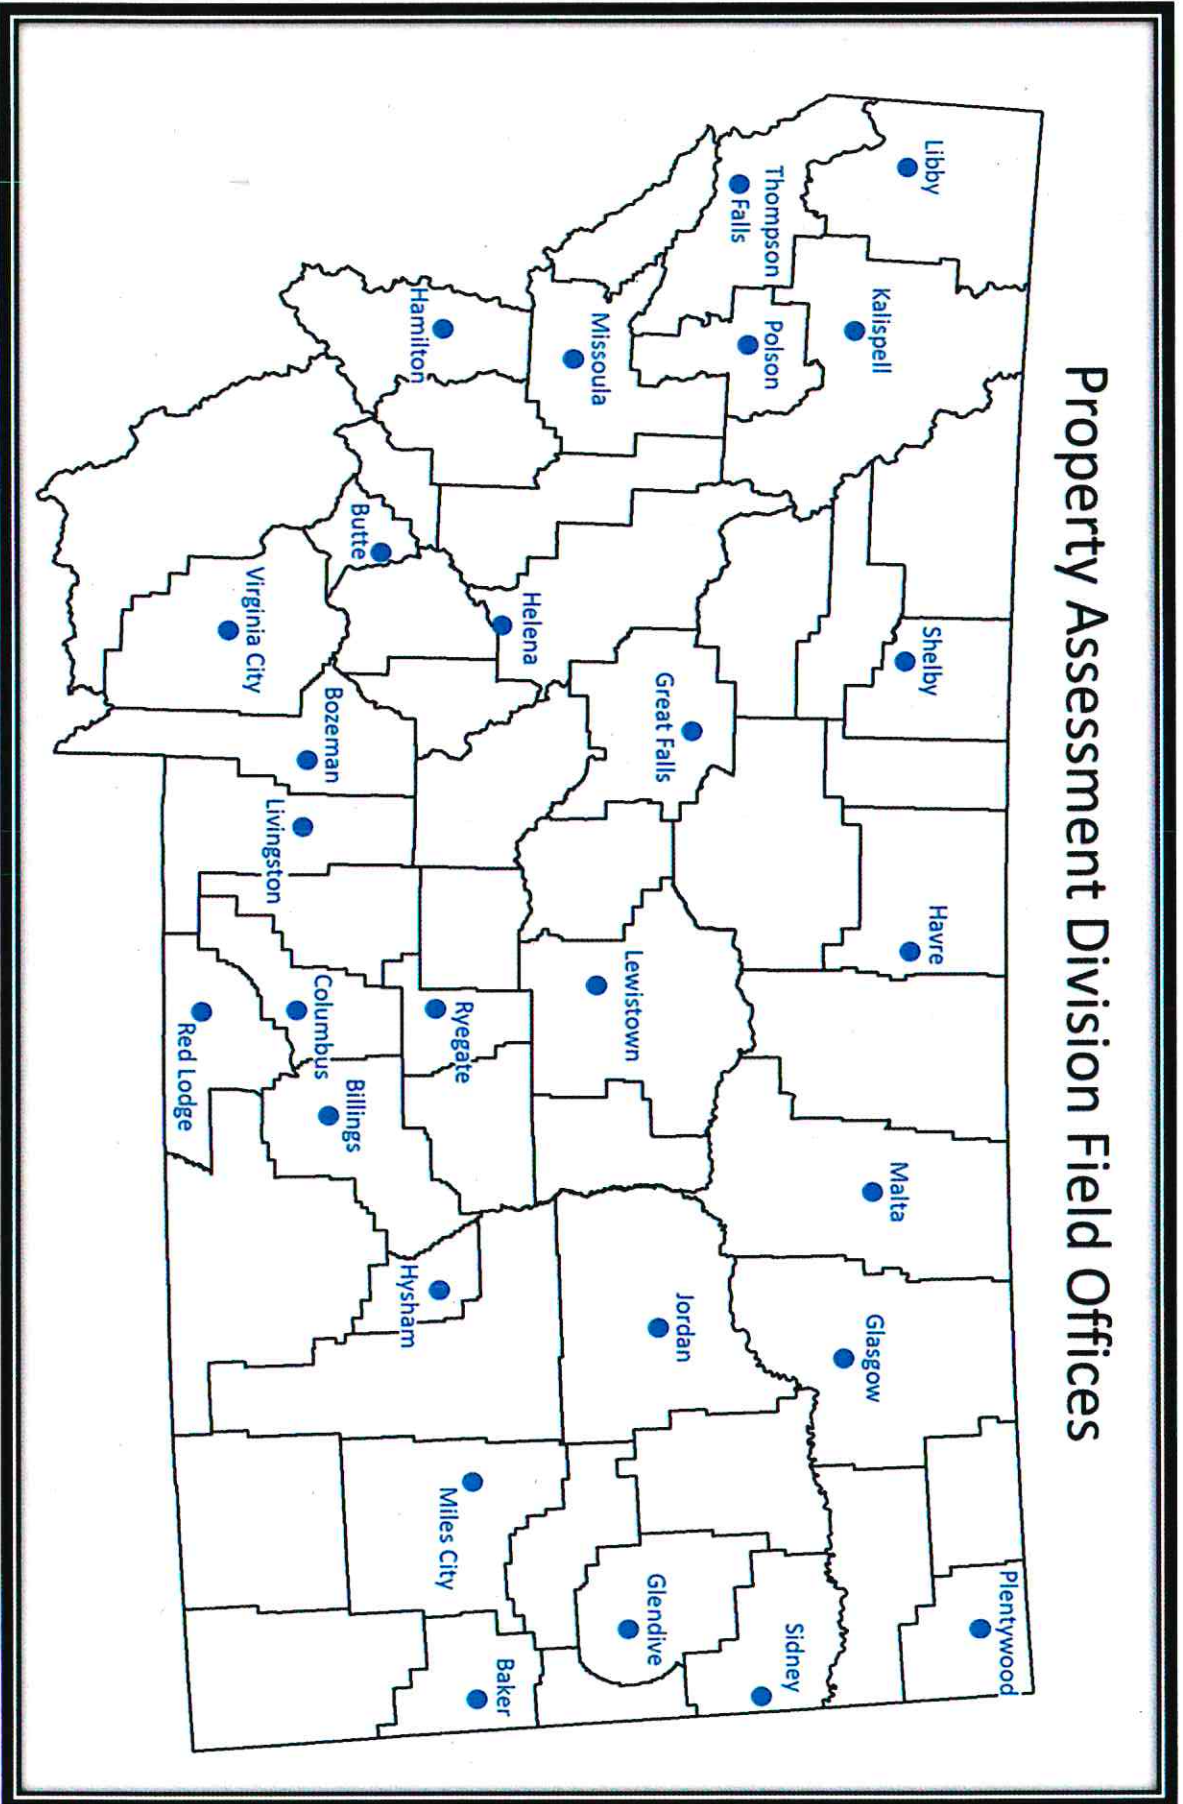 Property Assessment Division Field Offices
Libby
Kalispell
Thompson
Falls
Polson
Missoula
Hamilton
Shelby
Havre
Great Falls
Helena
Butte
Virginia City
Bozeman
Livingston
Lewistown
Ryegate
Columbus
Red Lodge
Billings
Malta
Glasgow
Jordan
Hysham
Miles City
Plentywood
Sidney
Glendive
Baker